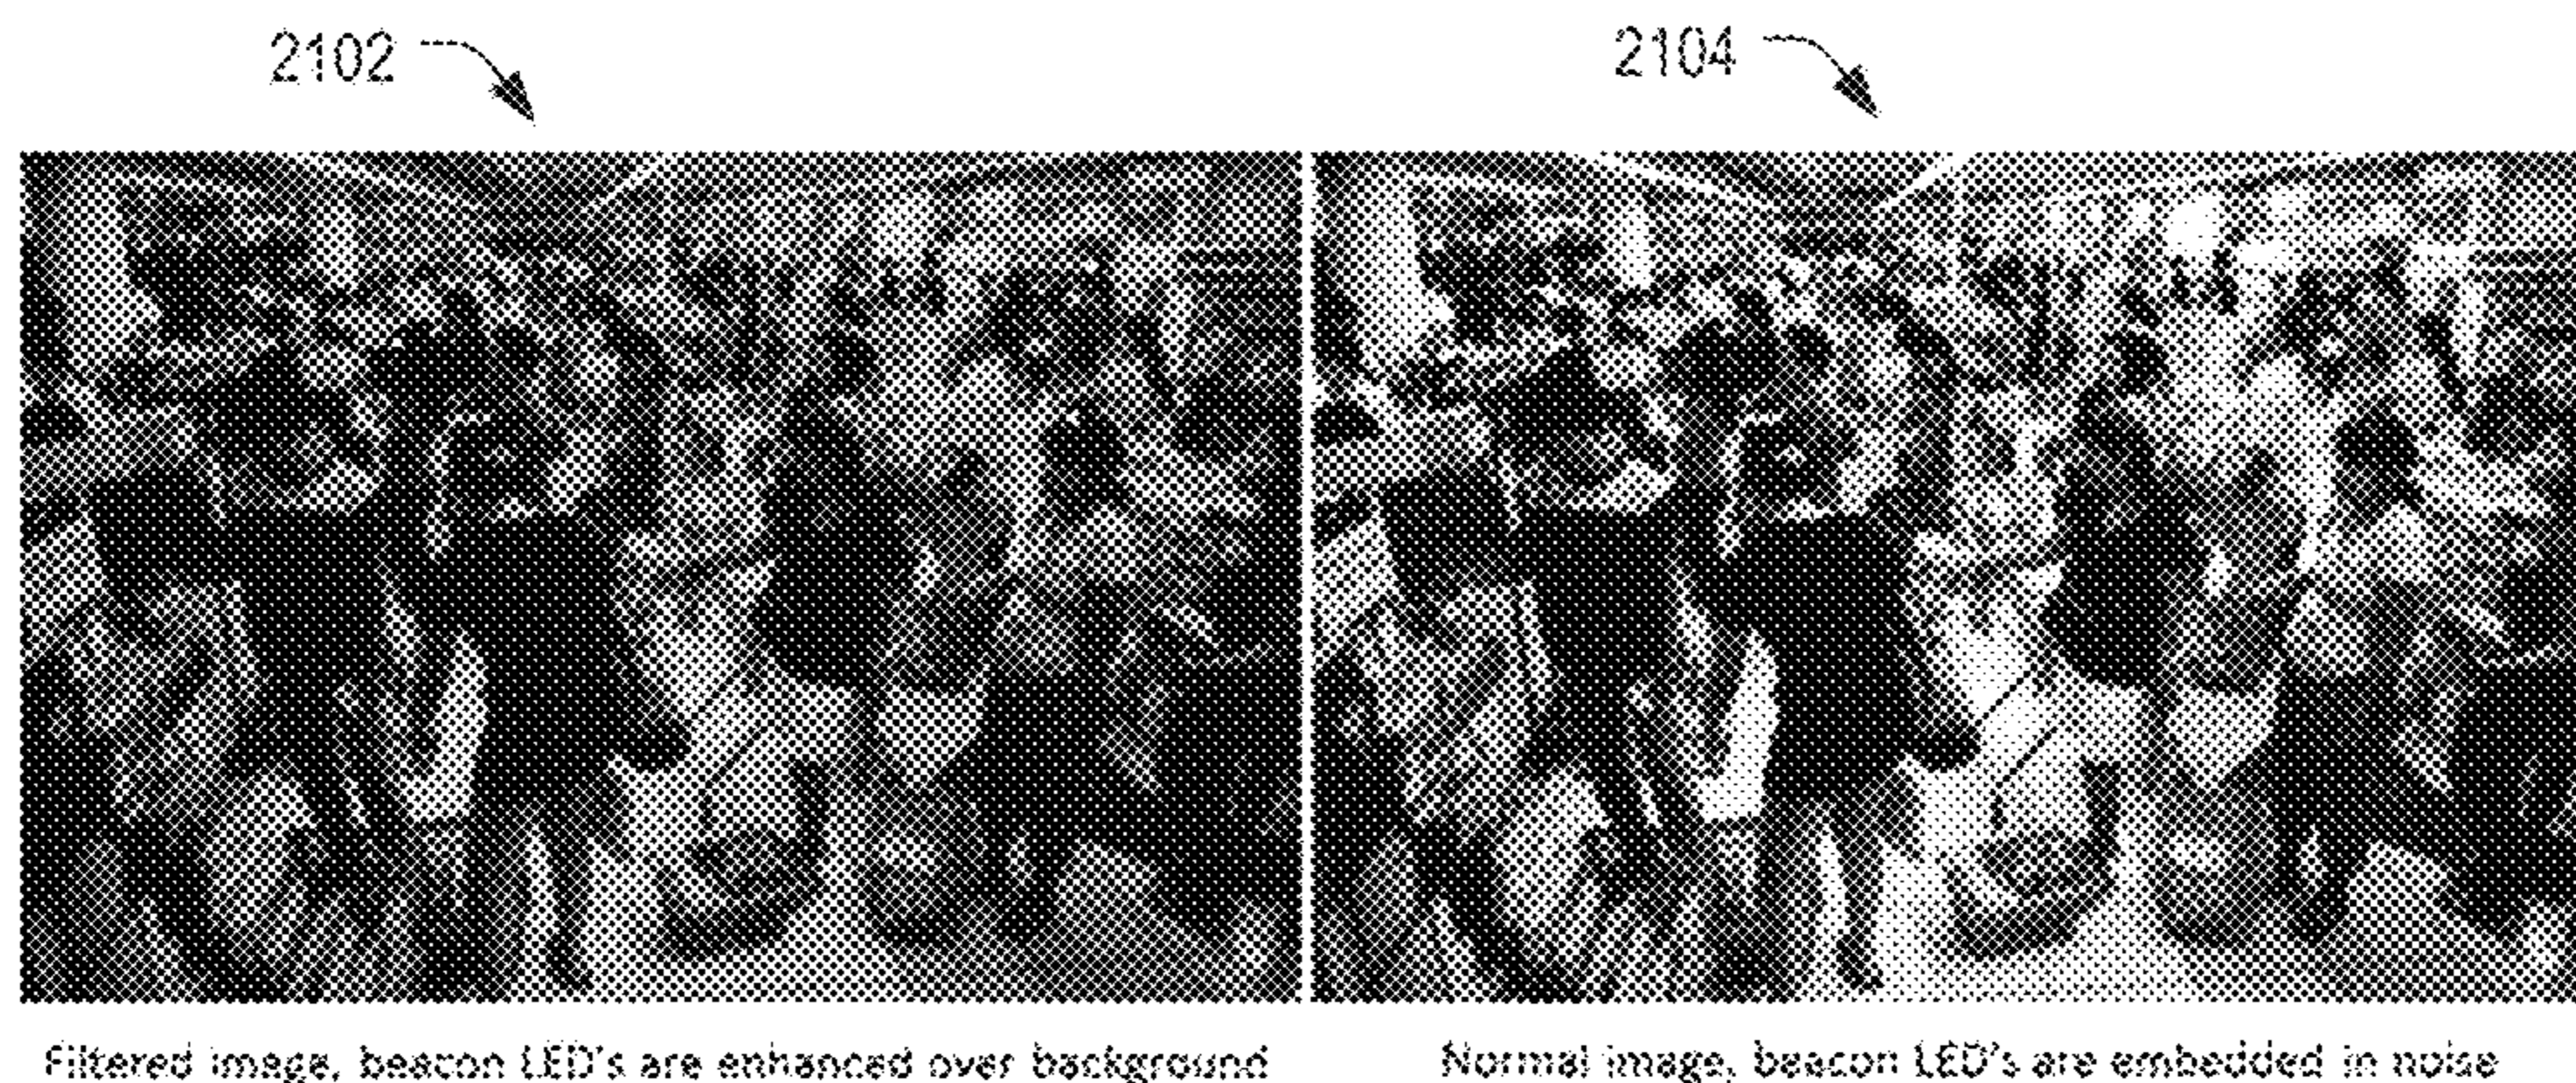 2102
2104
Filtered image, beacon LED's are enhanced over background
Normal image, beacon LED's are embedded in noise